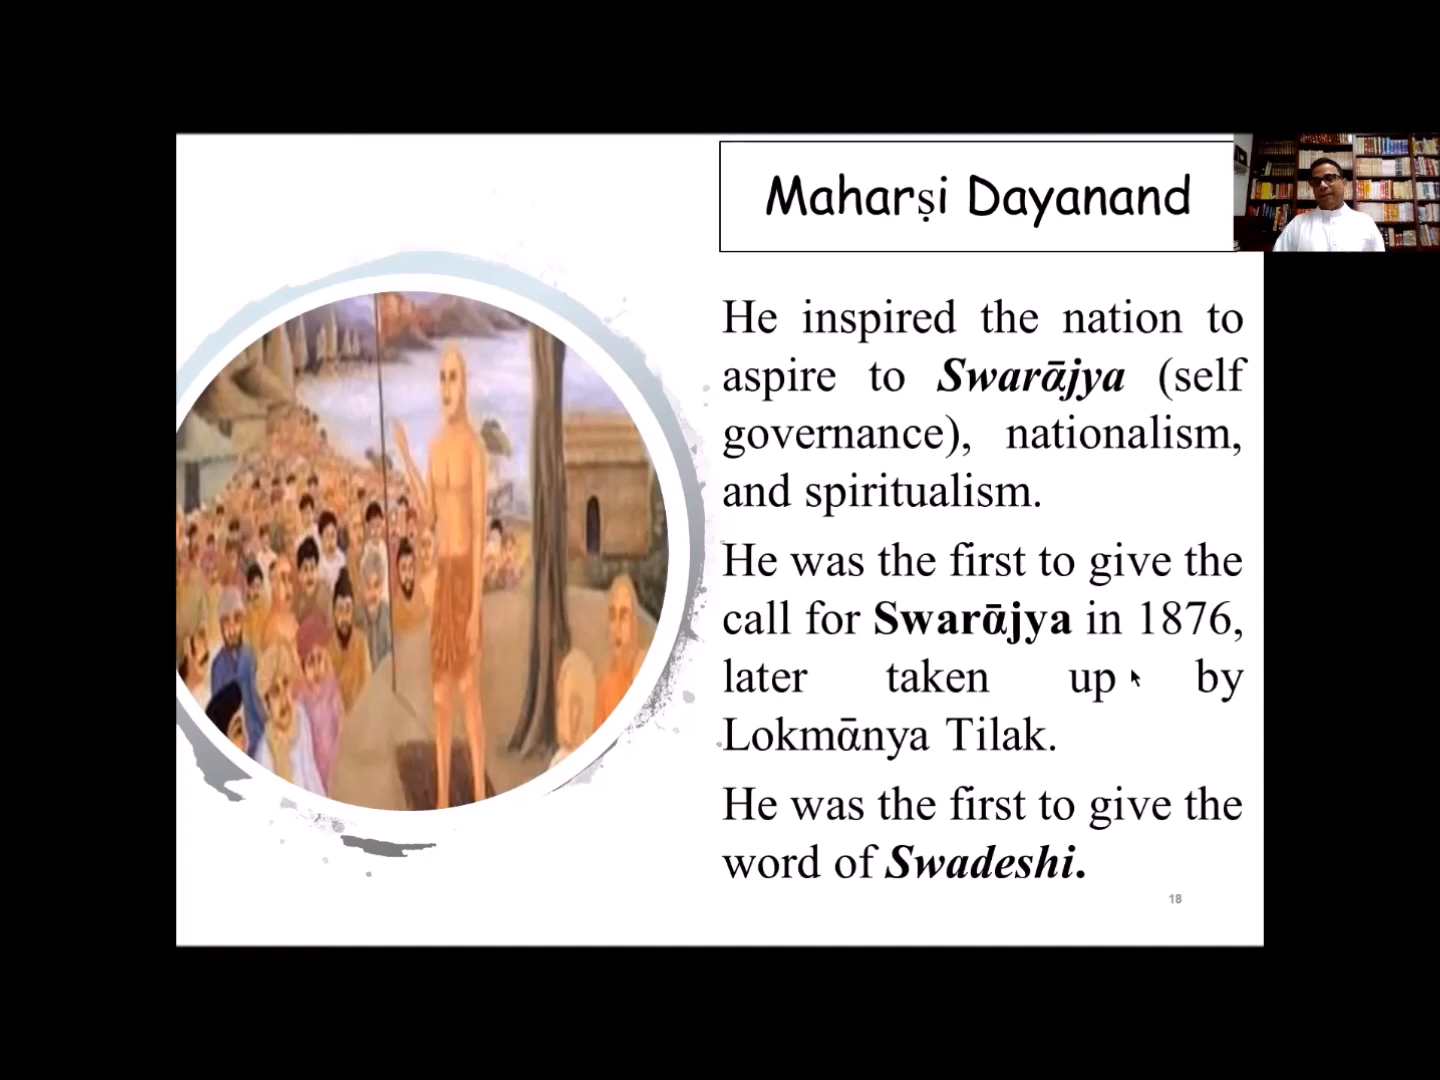 Maharṣi Dayanand
He inspired the nation to
aspire to Swarājya (self
governance), nationalism,
and spiritualism.
He was the first to give the
call for Swarājya in 1876,
later taken up by
Lokmānya Tilak.
He was the first to give the
word of Swadeshi.
18